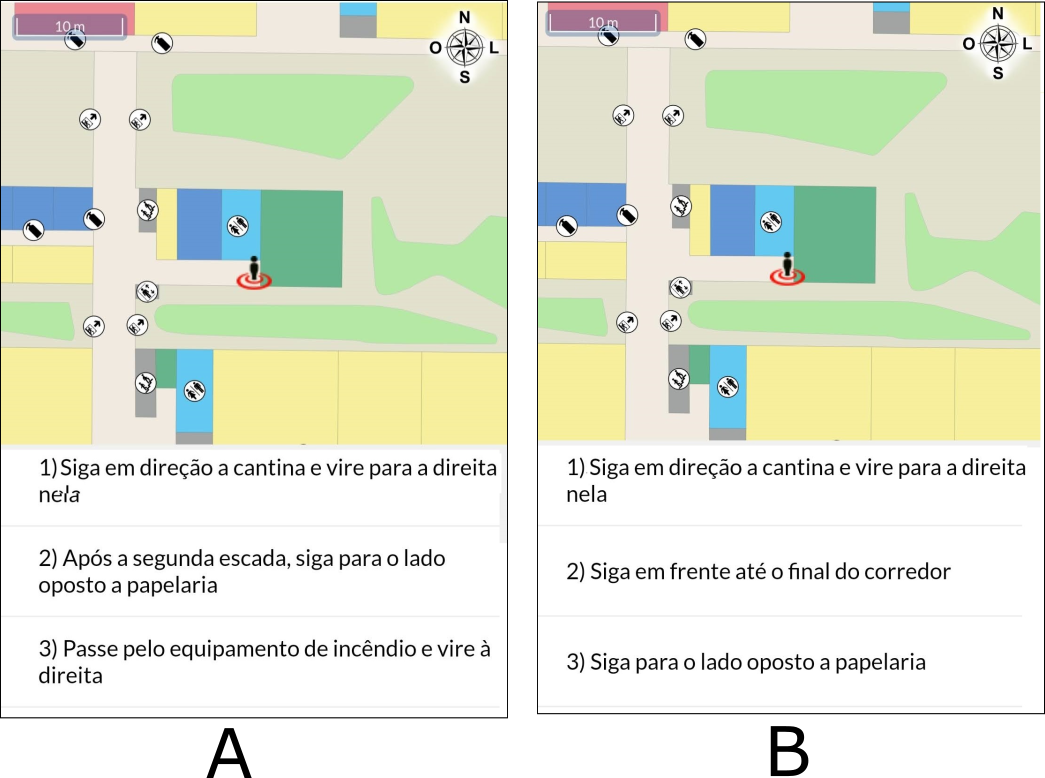 10 m
N
O L
S
1) Siga em direção a cantina e vire para a direita
nela
2) Após a segunda escada, siga para o lado
oposto a papelaria
3) Passe pelo equipamento de incêndio e vire à
direita
A
10 m
N
O L
S
1) Siga em direção a cantina e vire para a direita
nela
2) Siga em frente até o final do corredor
3) Siga para o lado oposto a papelaria
B